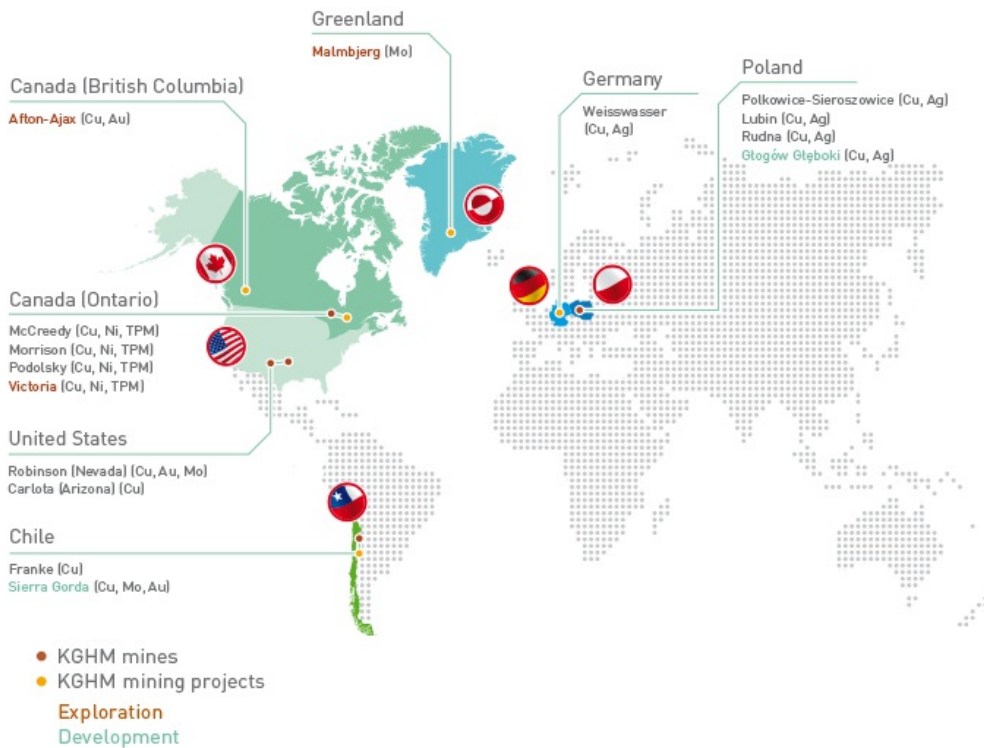 Greenland
Malmbjerg (Mo)
Canada (British Columbia)
Afton-Ajax (Cu, Au)
Germany
Weisswasser
(Cu, Ag)
Poland
Polkowice-Sieroszowice (Cu, Ag)
Lubin (Cu, Ag)
Rudna (Cu, Ag)
Głogów Głęboki (Cu, Ag)
Canada (Ontario)
McCreedy (Cu, Ni, TPM)
Morrison (Cu, Ni, TPM)
Podolsky (Cu, Ni, TPM)
Victoria (Cu, Ni, TPM)
United States
Robinson (Nevada) (Cu, Au, Mo)
Carlota (Arizona) (Cu)
Chile
Franke (Cu)
Sierra Gorda (Cu, Mo, Au)
KGHM mines
KGHM mining projects
Exploration
Development